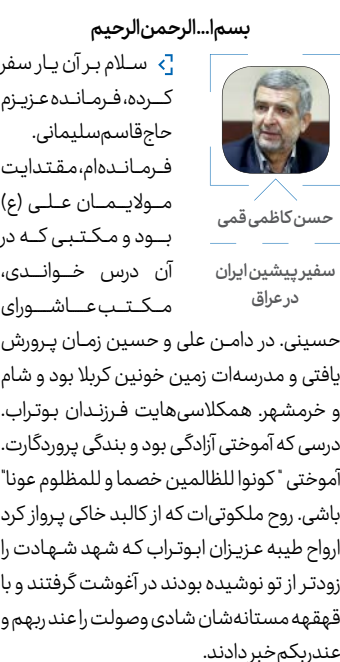 بسم‌ا...الرحمن‌الرحیم
سلام بر آن یار سفر
کرده، فرمانده عزیزم
حاج‌قاسم‌سلیمانی.
فرمانده‌ام، مقتدایت
مولایمان علی (ع)
بود و مکتبی که در
آن درس خواندی،
مکتب عاشورای
حسن کاظمی قمی
سفیر پیشین ایران
در عراق
حسینی. در دامن علی و حسین زمان پرورش
یافتی و مدرسه‌ات زمین خونین کربلا بود و شام
و خرمشهر. همکلاسی‌هایت فرزندان بوتراب.
درسی که آموختی آزادگی بود و بندگی پروردگارت.
آموختی " کونوا للظالمین خصما و للمظلوم عونا"
باشی. روح ملکوتی‌ات که از کالبد خاکی پرواز کرد
ارواح طیبه عزیزان ابوتراب که شهد شهادت را
زودتر از تو نوشیده بودند در آغوشت گرفتند و با
قهقهه مستانه‌شان شادی وصولت را عند ربهم و
عندربکم خبر دادند.